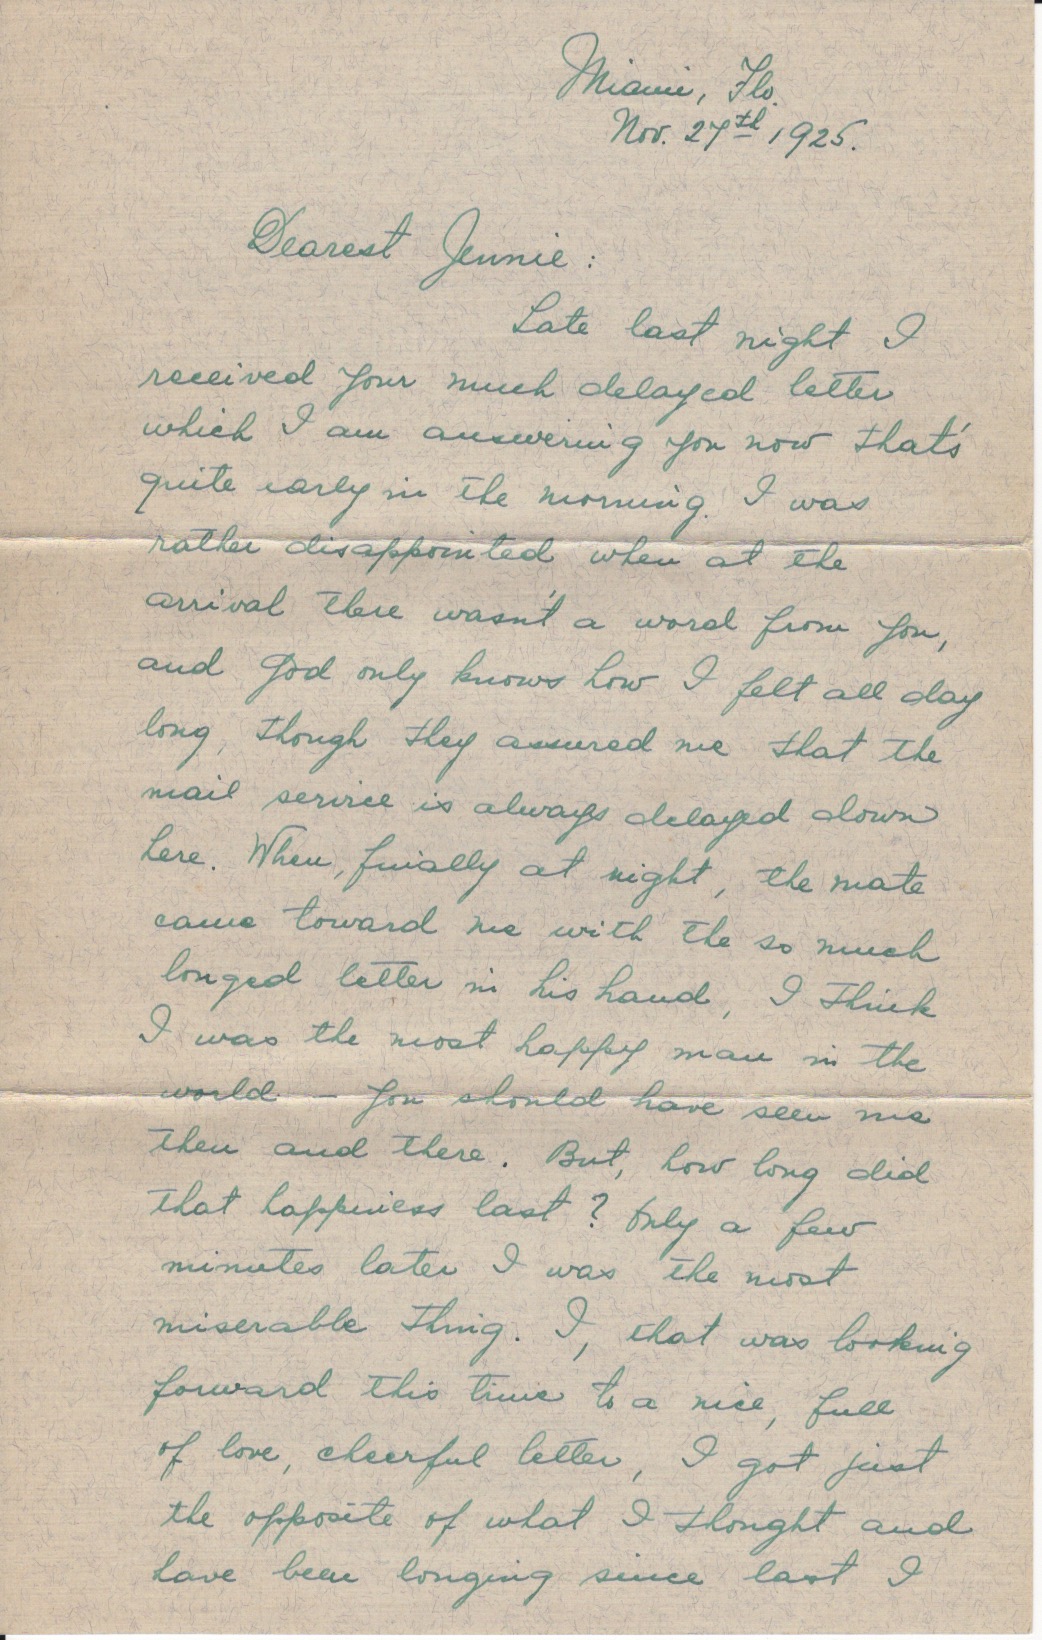 Miami, Flo.
Nov. 27th, 1925.
Dearest Jennie:
Late last night I
received your much delayed letter
which I am answering you now that's
quite early in the morning. I was
rather disappointed when at the
arrival there wasn't a word from you,
and God only knows how I felt all day
long, though they assured me that the
mail service is always delayed down
here. When, finally at night, the mate
came toward me with the so much
longed letter in his hand, I think
I was the most happy man in the
world - you should have seen me
then and there. But, how long did
that happiness last? Only a few
minutes later I was the most
miserable thing. I, that was looking
forward this time to a nice, full
of love, cheerful letter, I got just
the opposite of what I thought and
have been longing since last I